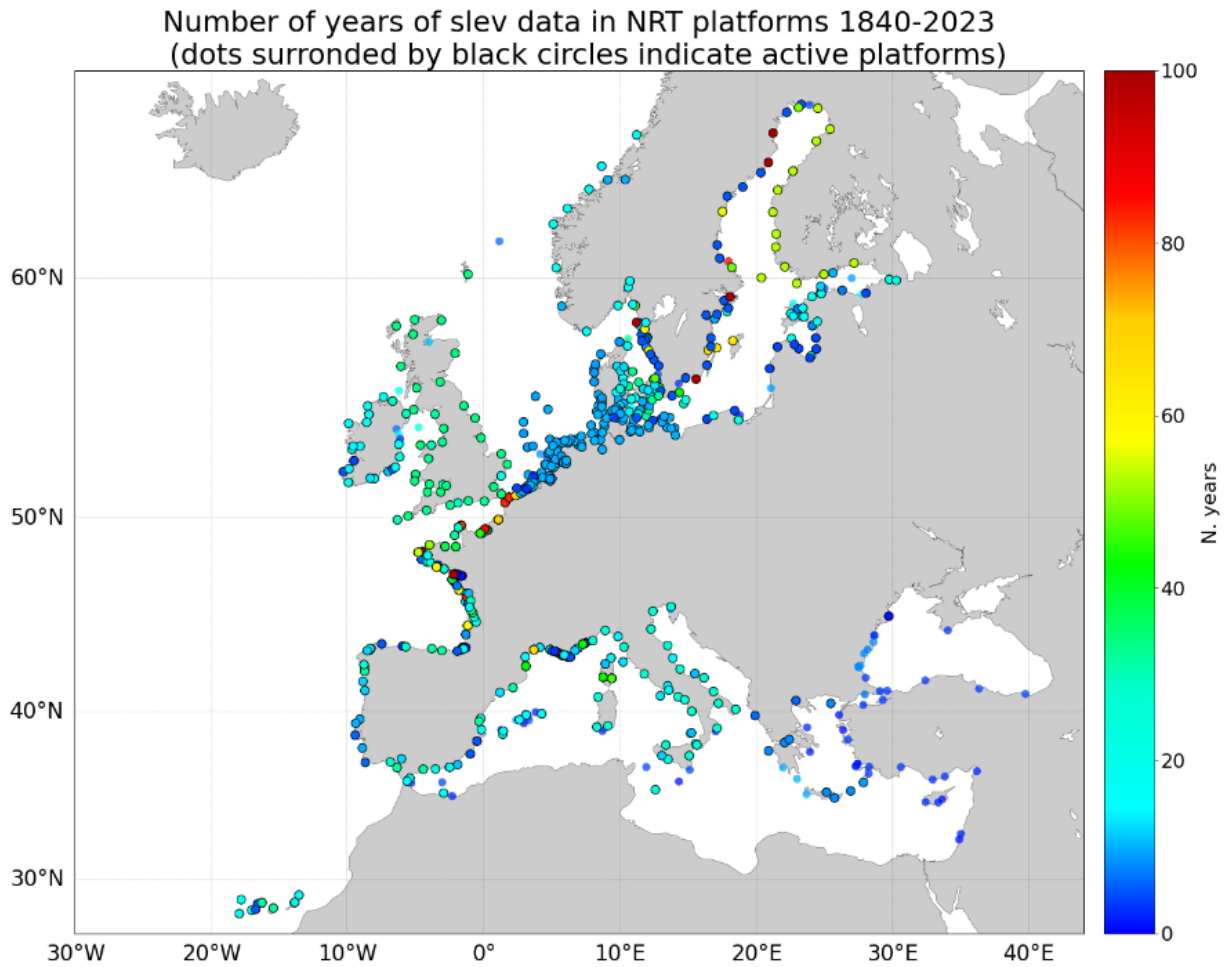 Number of years of slev data in NRT platforms 1840-2023
(dots surronded by black circles indicate active platforms)
60°N
50°N
40°N
30°N
30°W
20°W
10°W
0°
10°E
20°E
30°E
40°E
100
80
60
40
20
0
N. years